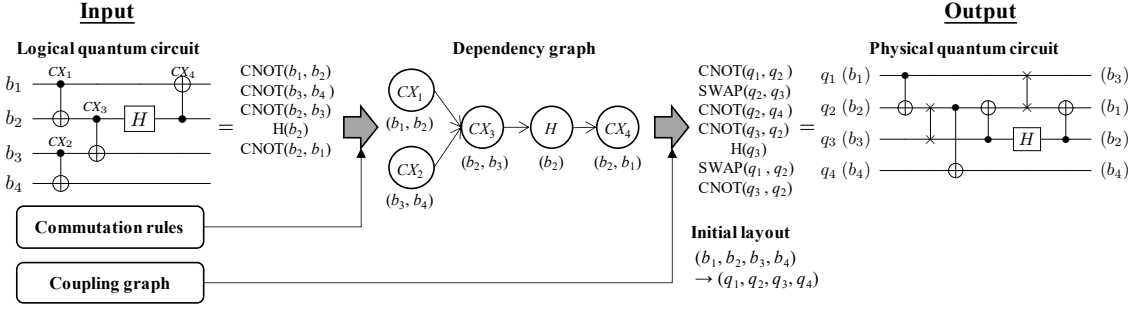 Input
Output
Logical quantum circuit
Dependency graph
Physical quantum circuit
b₁
b₂
b₃
b₄
CX₁
CX₂
CX₃
H
CX₄
=
CNOT(b₁, b₂)
CNOT(b₃, b₄)
CNOT(b₂, b₃)
H(b₂)
CNOT(b₂, b₁)
CX₁
(b₁, b₂)
CX₂
(b₃, b₄)
CX₃
(b₂, b₃)
H
(b₂)
CX₄
(b₂, b₁)
CNOT(q₁, q₂)
SWAP(q₂, q₃)
CNOT(q₂, q₄)
CNOT(q₃, q₂)
H(q₃)
SWAP(q₁, q₂)
CNOT(q₃, q₂)
=
q₁ (b₁)
q₂ (b₂)
q₃ (b₃)
q₄ (b₄)
H
(b₃)
(b₁)
(b₂)
(b₄)
Commutation rules
Coupling graph
Initial layout
(b₁, b₂, b₃, b₄)
→ (q₁, q₂, q₃, q₄)